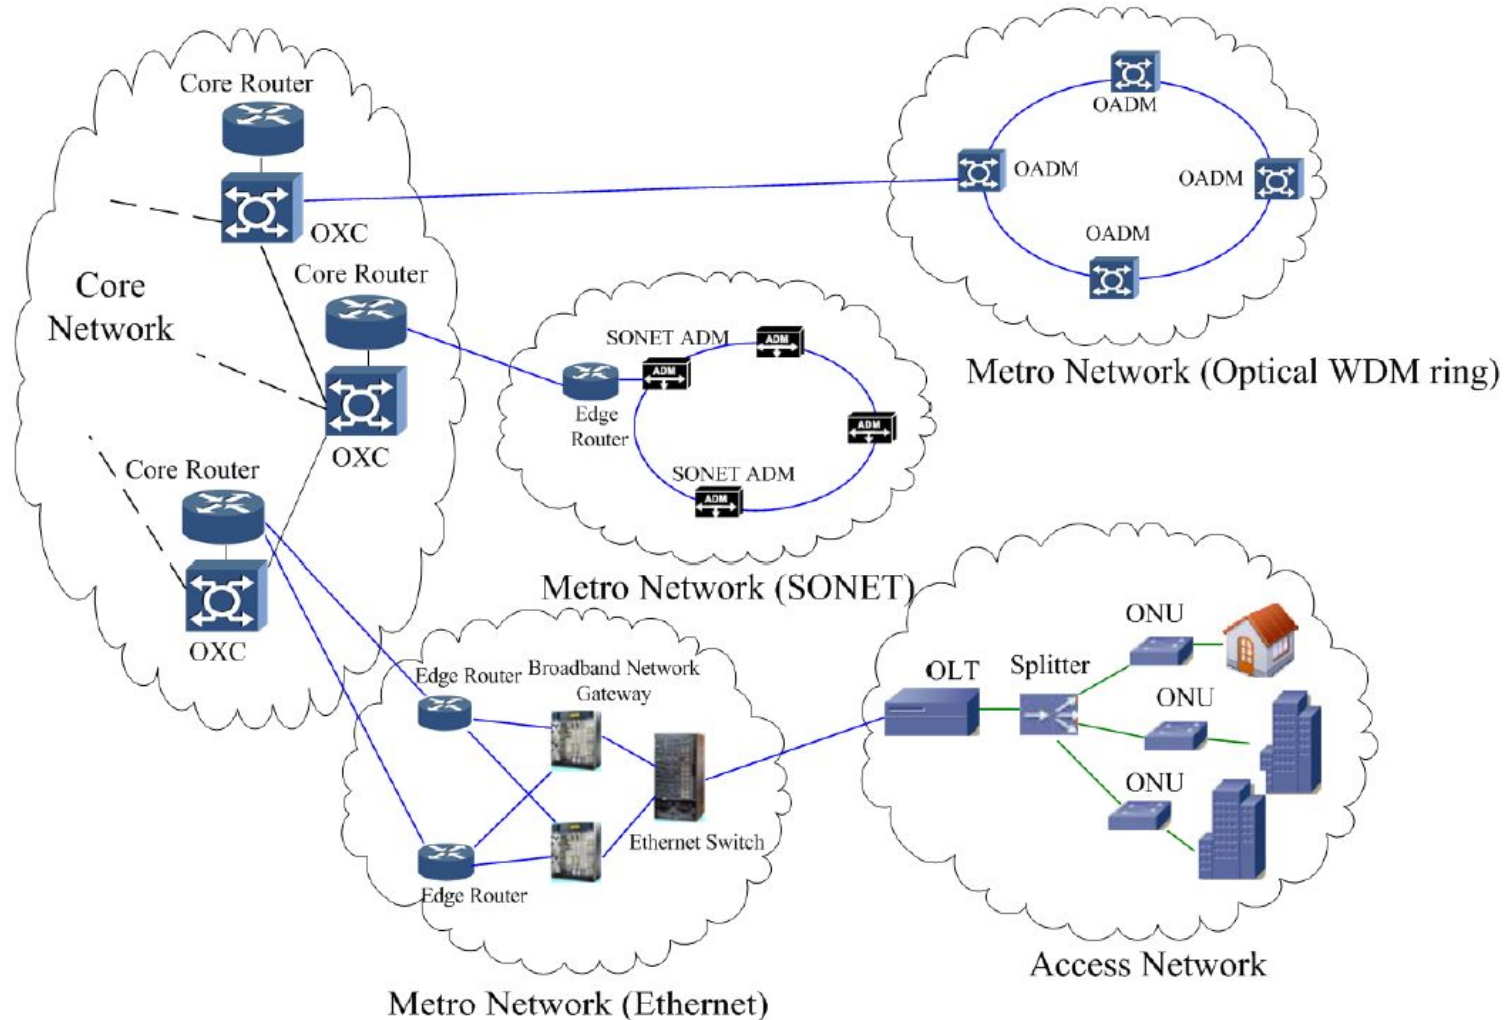 Core Router
OXC
Core Router
Core
Network
OXC
Core Router
OXC
OADM
OADM
OADM
OADM
Metro Network (Optical WDM ring)
SONET ADM
ADM
ADM
Edge
Router
ADM
SONET ADM
ADM
Metro Network (SONET)
Edge Router
Broadband Network
Gateway
Ethernet Switch
Edge Router
Metro Network (Ethernet)
ONU
OLT
Splitter
ONU
ONU
Access Network